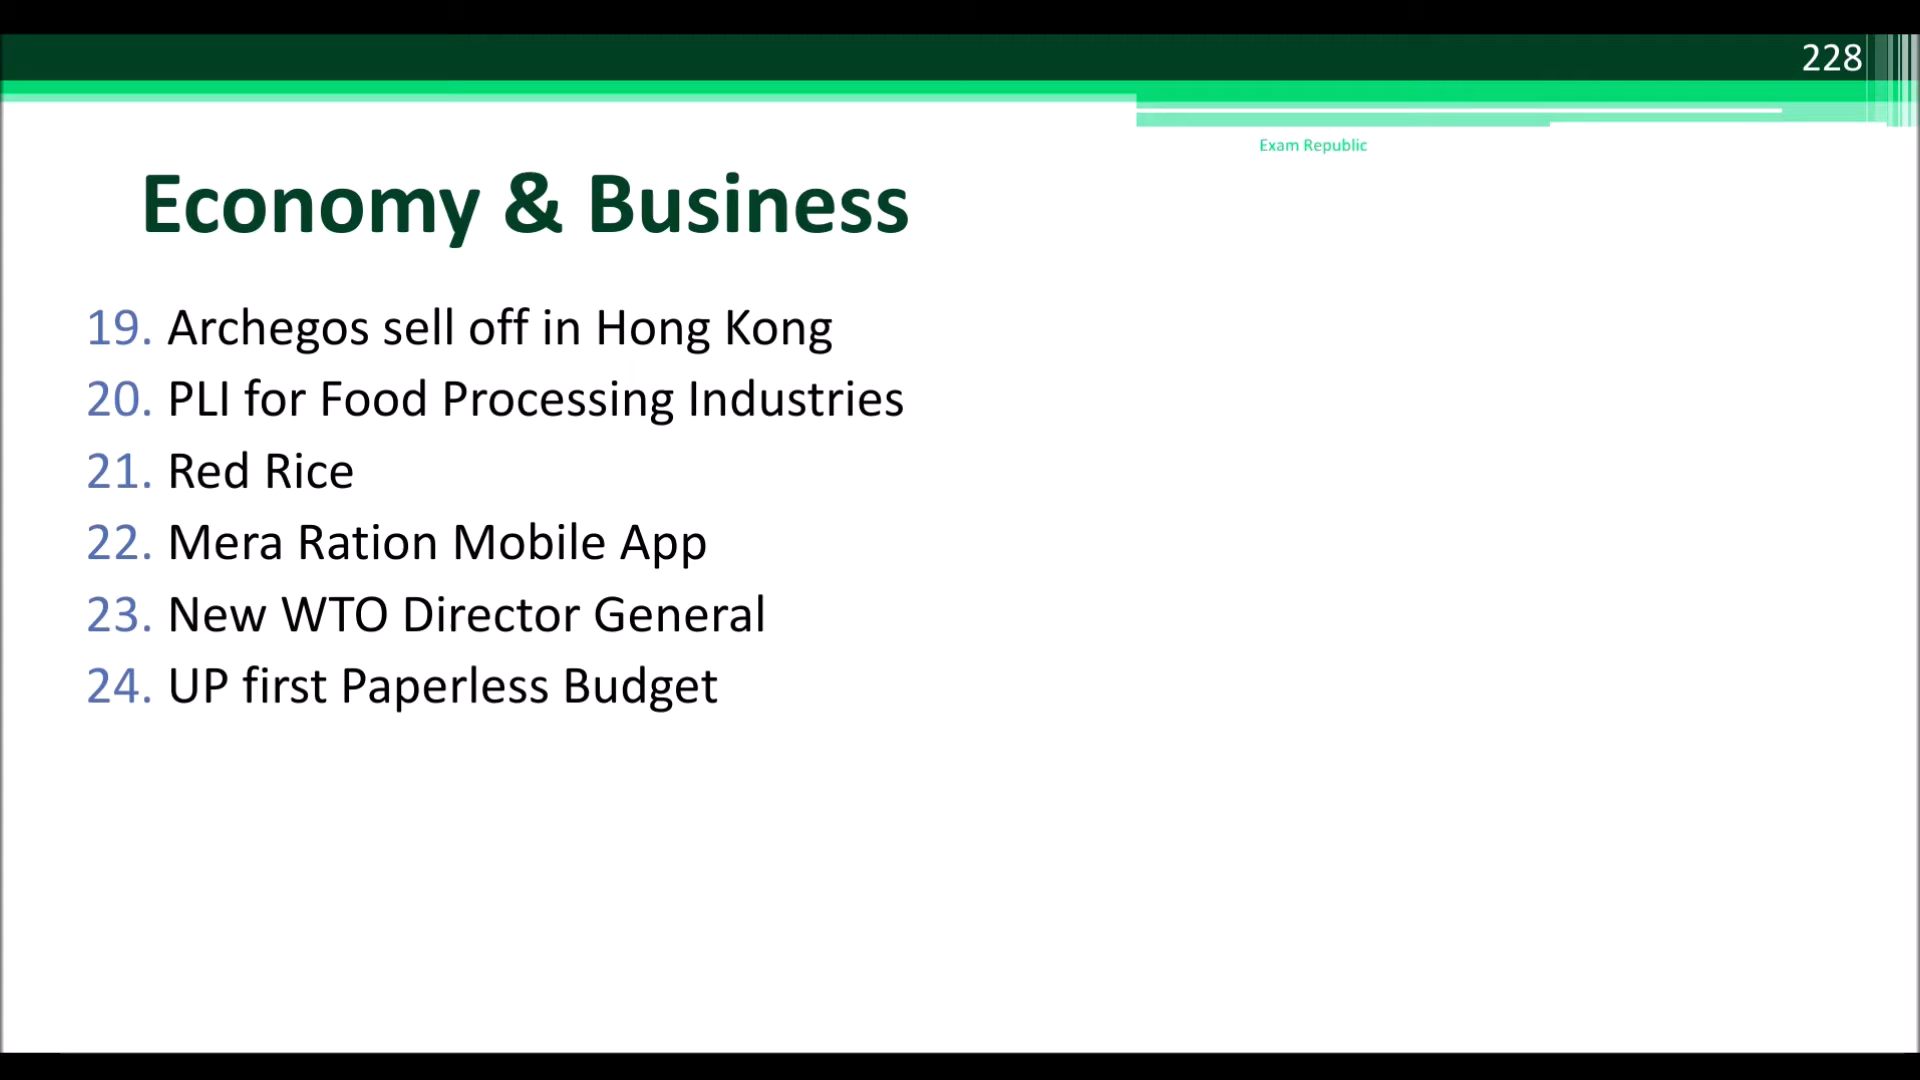 228
Exam Republic
Economy & Business
19. Archegos sell off in Hong Kong
20. PLI for Food Processing Industries
21. Red Rice
22. Mera Ration Mobile App
23. New WTO Director General
24. UP first Paperless Budget